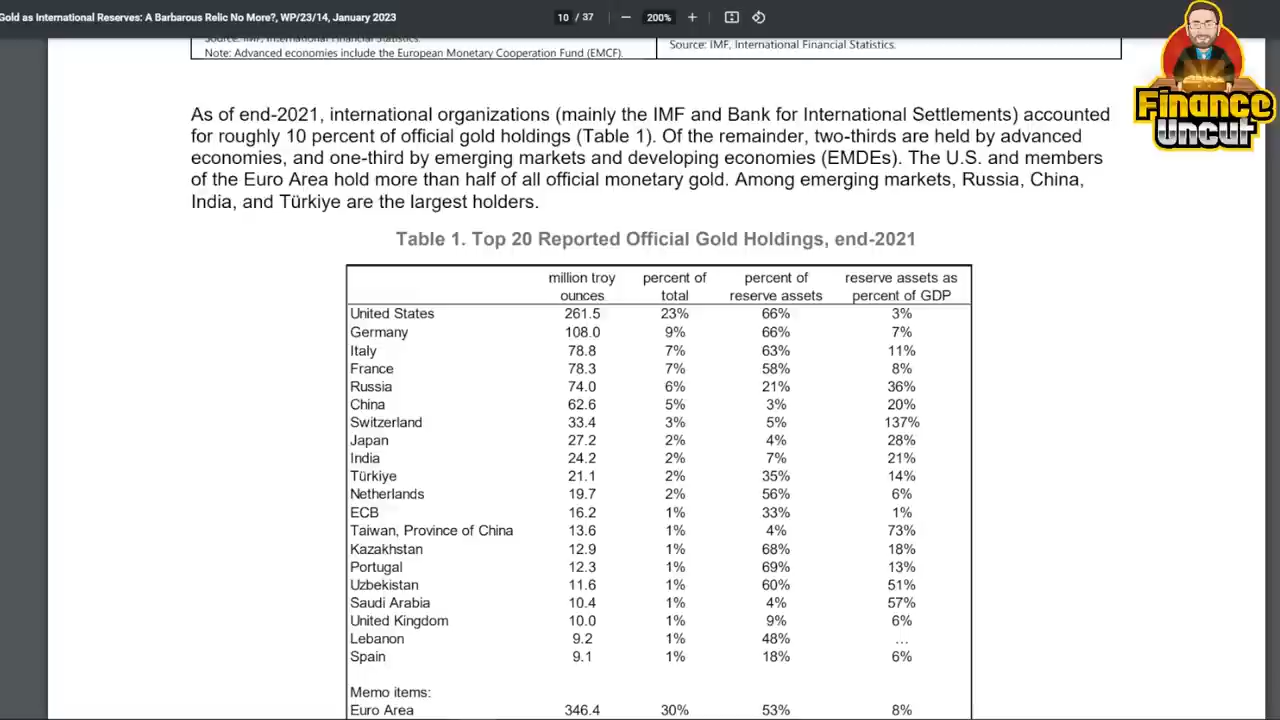 Gold as International Reserves: A Barbarous Relic No More?, WP/23/14, January 2023
10 / 37
200%
Finance
Uncut
Source: IMF, International Financial Statistics.
Note: Advanced economies include the European Monetary Cooperation Fund (EMCF).
Source: IMF, International Financial Statistics.
As of end-2021, international organizations (mainly the IMF and Bank for International Settlements) accounted
for roughly 10 percent of official gold holdings (Table 1). Of the remainder, two-thirds are held by advanced
economies, and one-third by emerging markets and developing economies (EMDEs). The U.S. and members
of the Euro Area hold more than half of all official monetary gold. Among emerging markets, Russia, China,
India, and Türkiye are the largest holders.
Table 1. Top 20 Reported Official Gold Holdings, end-2021
million troy percent of percent of reserve assets as
ounces total reserve assets percent of GDP
United States 261.5 23% 66% 3%
Germany 108.0 9% 66% 7%
Italy 78.8 7% 63% 11%
France 78.3 7% 58% 8%
Russia 74.0 6% 21% 36%
China 62.6 5% 3% 20%
Switzerland 33.4 3% 5% 137%
Japan 27.2 2% 4% 28%
India 24.2 2% 7% 21%
Türkiye 21.1 2% 35% 14%
Netherlands 19.7 2% 56% 6%
ECB 16.2 1% 33% 1%
Taiwan, Province of China 13.6 1% 4% 73%
Kazakhstan 12.9 1% 68% 18%
Portugal 12.3 1% 69% 13%
Uzbekistan 11.6 1% 60% 51%
Saudi Arabia 10.4 1% 4% 57%
United Kingdom 10.0 1% 9% 6%
Lebanon 9.2 1% 48% ...
Spain 9.1 1% 18% 6%
Memo items:
Euro Area 346.4 30% 53% 8%